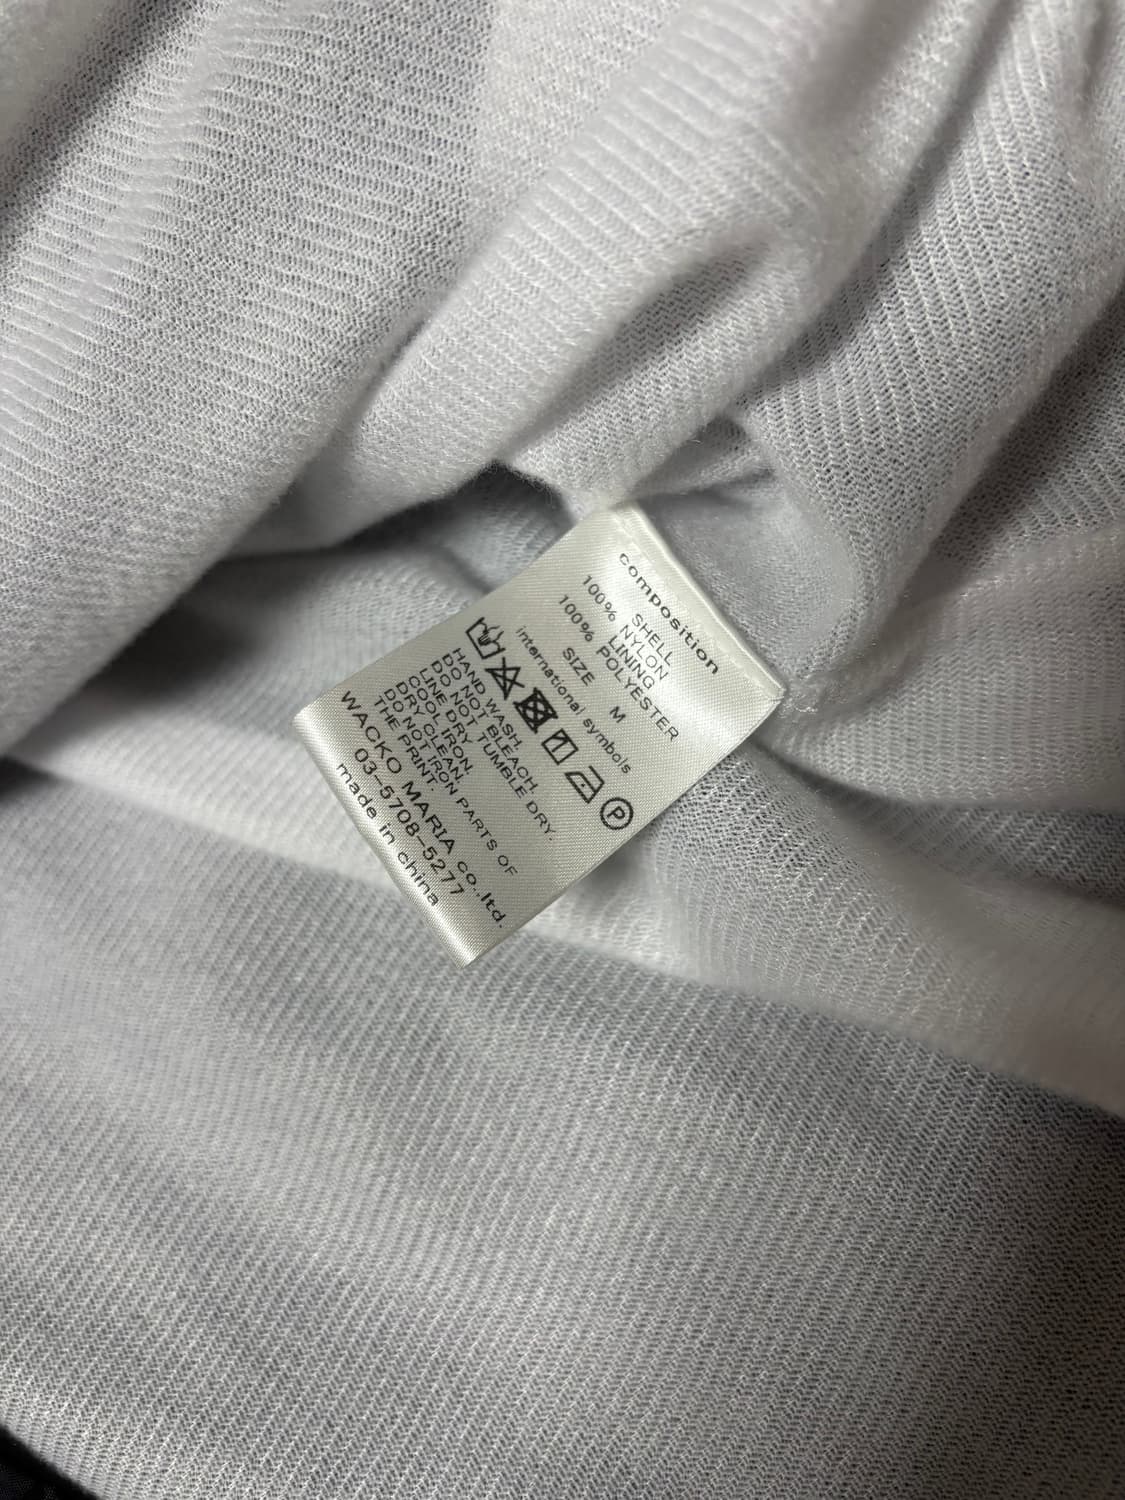 composition
SHELL
100% NYLON
LINING
100% POLYESTER
SIZE M
international symbols
P
HAND WASH.
DO NOT BLEACH.
DO NOT TUMBLE DRY.
LINE DRY.
COOL IRON.
DRY CLEAN.
DO NOT IRON PARTS OF
THE PRINT.
WACKO MARIA co.,ltd.
03-5708-5277
made in china